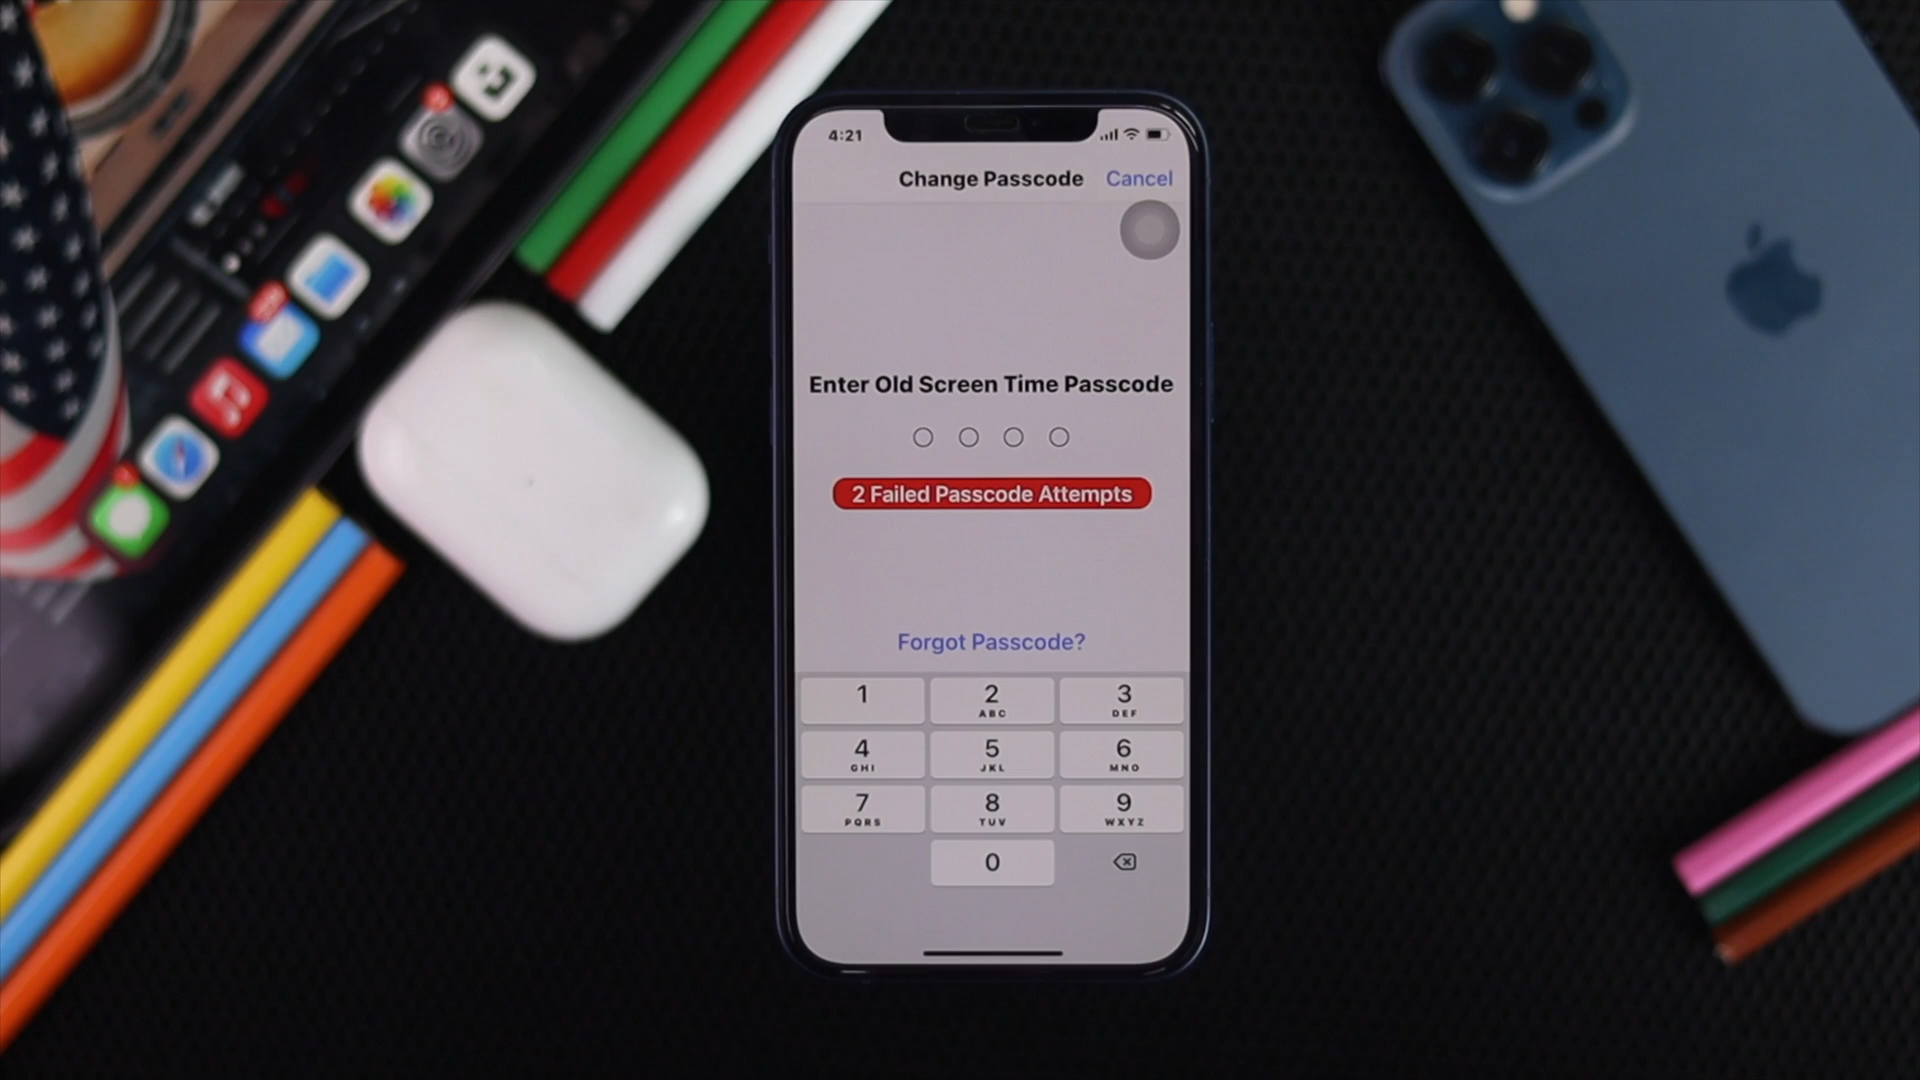 4:21
Change Passcode Cancel
Enter Old Screen Time Passcode
2 Failed Passcode Attempts
Forgot Passcode?
1 2 3
ABC DEF
4 5 6
GHI JKL MNO
7 8 9
PQRS TUV WXYZ
0